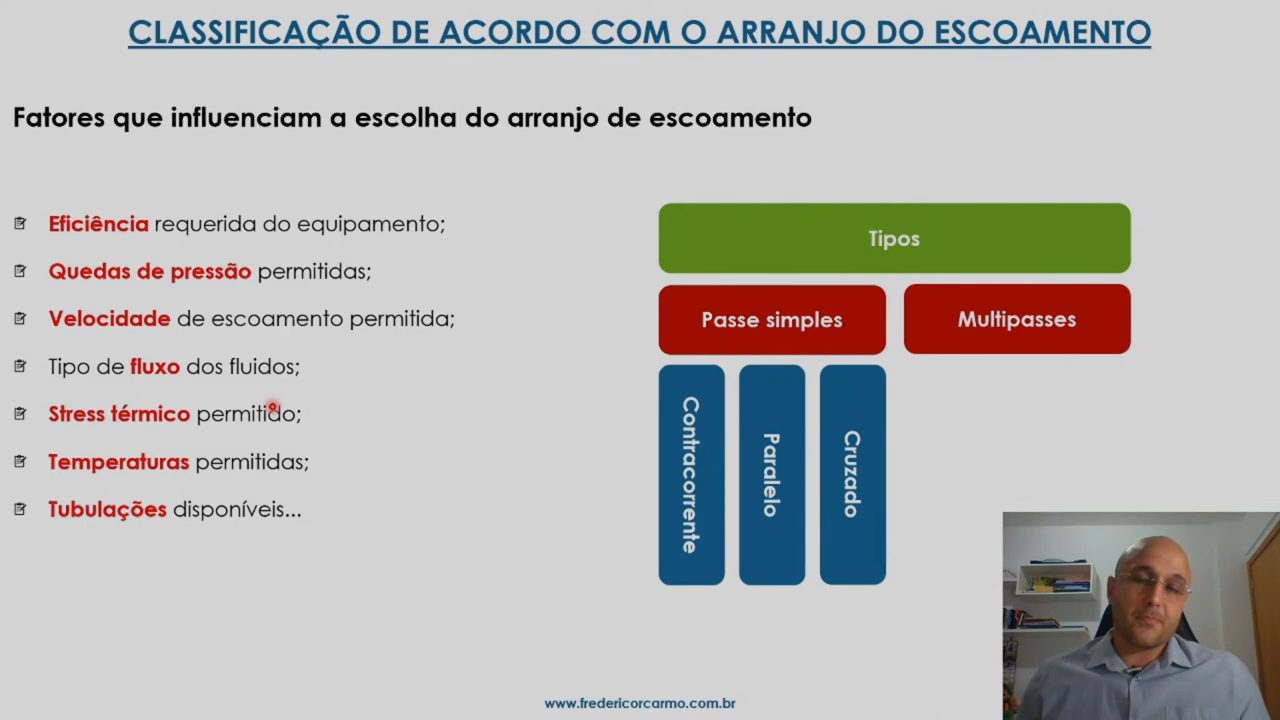 CLASSIFICAÇÃO DE ACORDO COM O ARRANJO DO ESCOAMENTO
Fatores que influenciam a escolha do arranjo de escoamento
Eficiência requerida do equipamento;
Quedas de pressão permitidas;
Velocidade de escoamento permitida;
Tipo de fluxo dos fluidos;
Stress térmico permitido;
Temperaturas permitidas;
Tubulações disponíveis...
Tipos
Passe simples
Multipasses
Contracorrente
Paralelo
Cruzado
www.fredericorcarmo.com.br